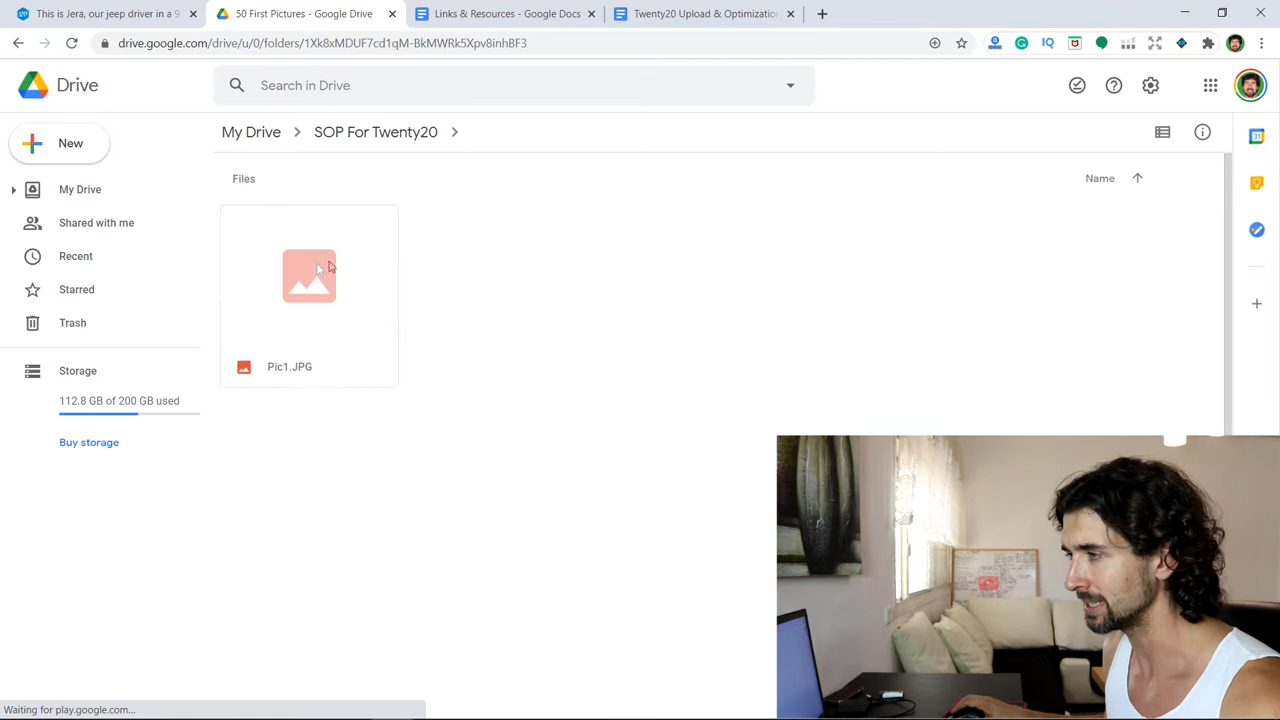 This is Jera, our jeep driver in a 9
50 First Pictures - Google Drive
Links & Resources - Google Docs
Twenty20 Upload & Optimization
drive.google.com/drive/u/0/folders/1Xk8xMDUF7cd1qM-BkMWRk5Xpv8inhBF3
Drive
Search in Drive
New
My Drive
SOP For Twenty20
My Drive
Shared with me
Recent
Starred
Trash
Storage
112.8 GB of 200 GB used
Buy storage
Files
Name
Pic1.JPG
Waiting for play.google.com...